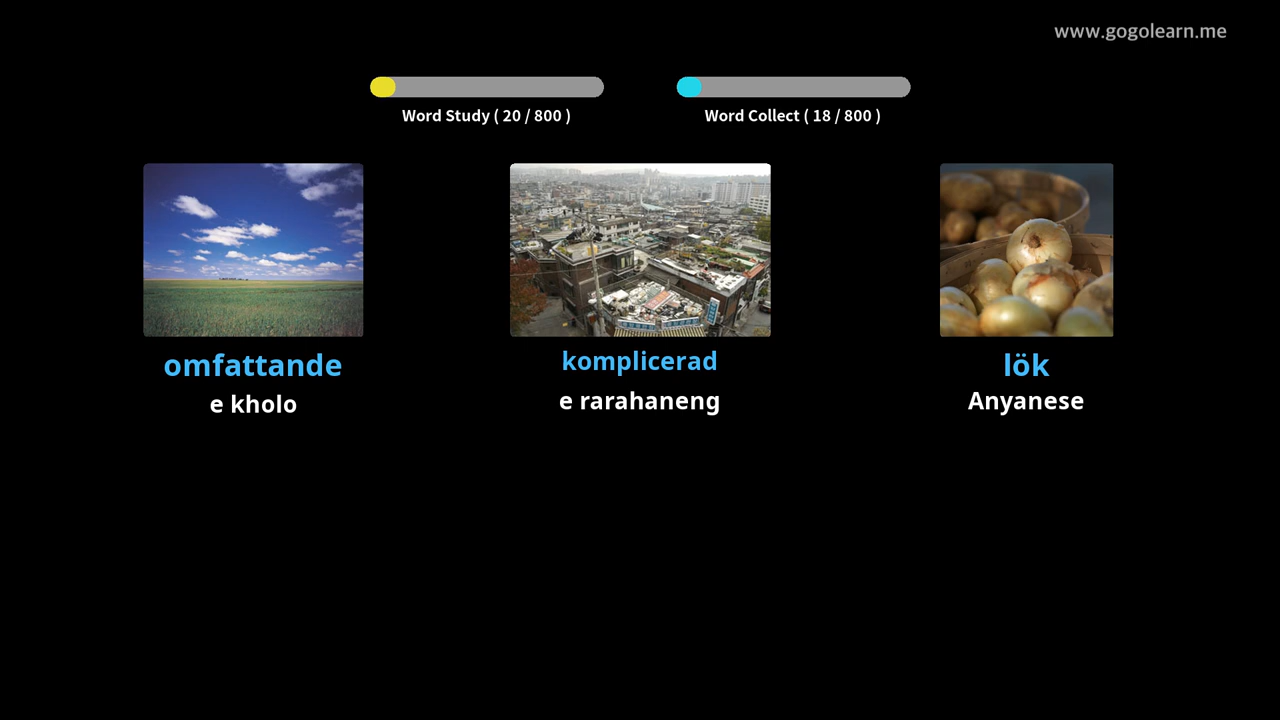 www.gogolearn.me
Word Study ( 20 / 800 )
Word Collect ( 18 / 800 )
omfattande
komplicerad
lök
e kholo
e rarahaneng
Anyanese